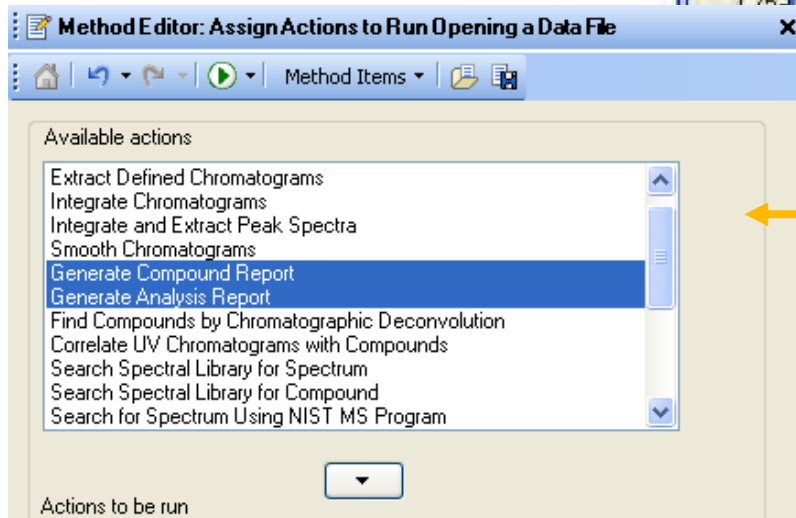 Method Editor: Assign Actions to Run Opening a Data File
Method Items
Available actions
Extract Defined Chromatograms
Integrate Chromatograms
Integrate and Extract Peak Spectra
Smooth Chromatograms
Generate Compound Report
Generate Analysis Report
Find Compounds by Chromatographic Deconvolution
Correlate UV Chromatograms with Compounds
Search Spectral Library for Spectrum
Search Spectral Library for Compound
Search for Spectrum Using NIST MS Program
Actions to be run